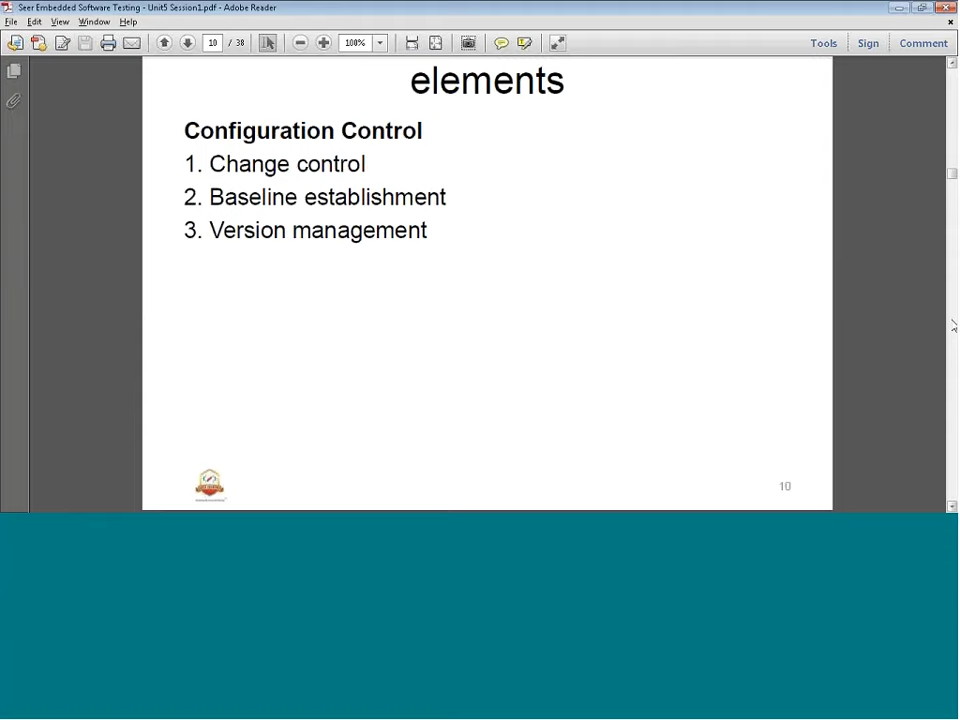 Seer Embedded Software Testing - Unit5 Session1.pdf - Adobe Reader
File Edit View Window Help
10 / 38 100% Tools Sign Comment
elements
Configuration Control
1. Change control
2. Baseline establishment
3. Version management
10